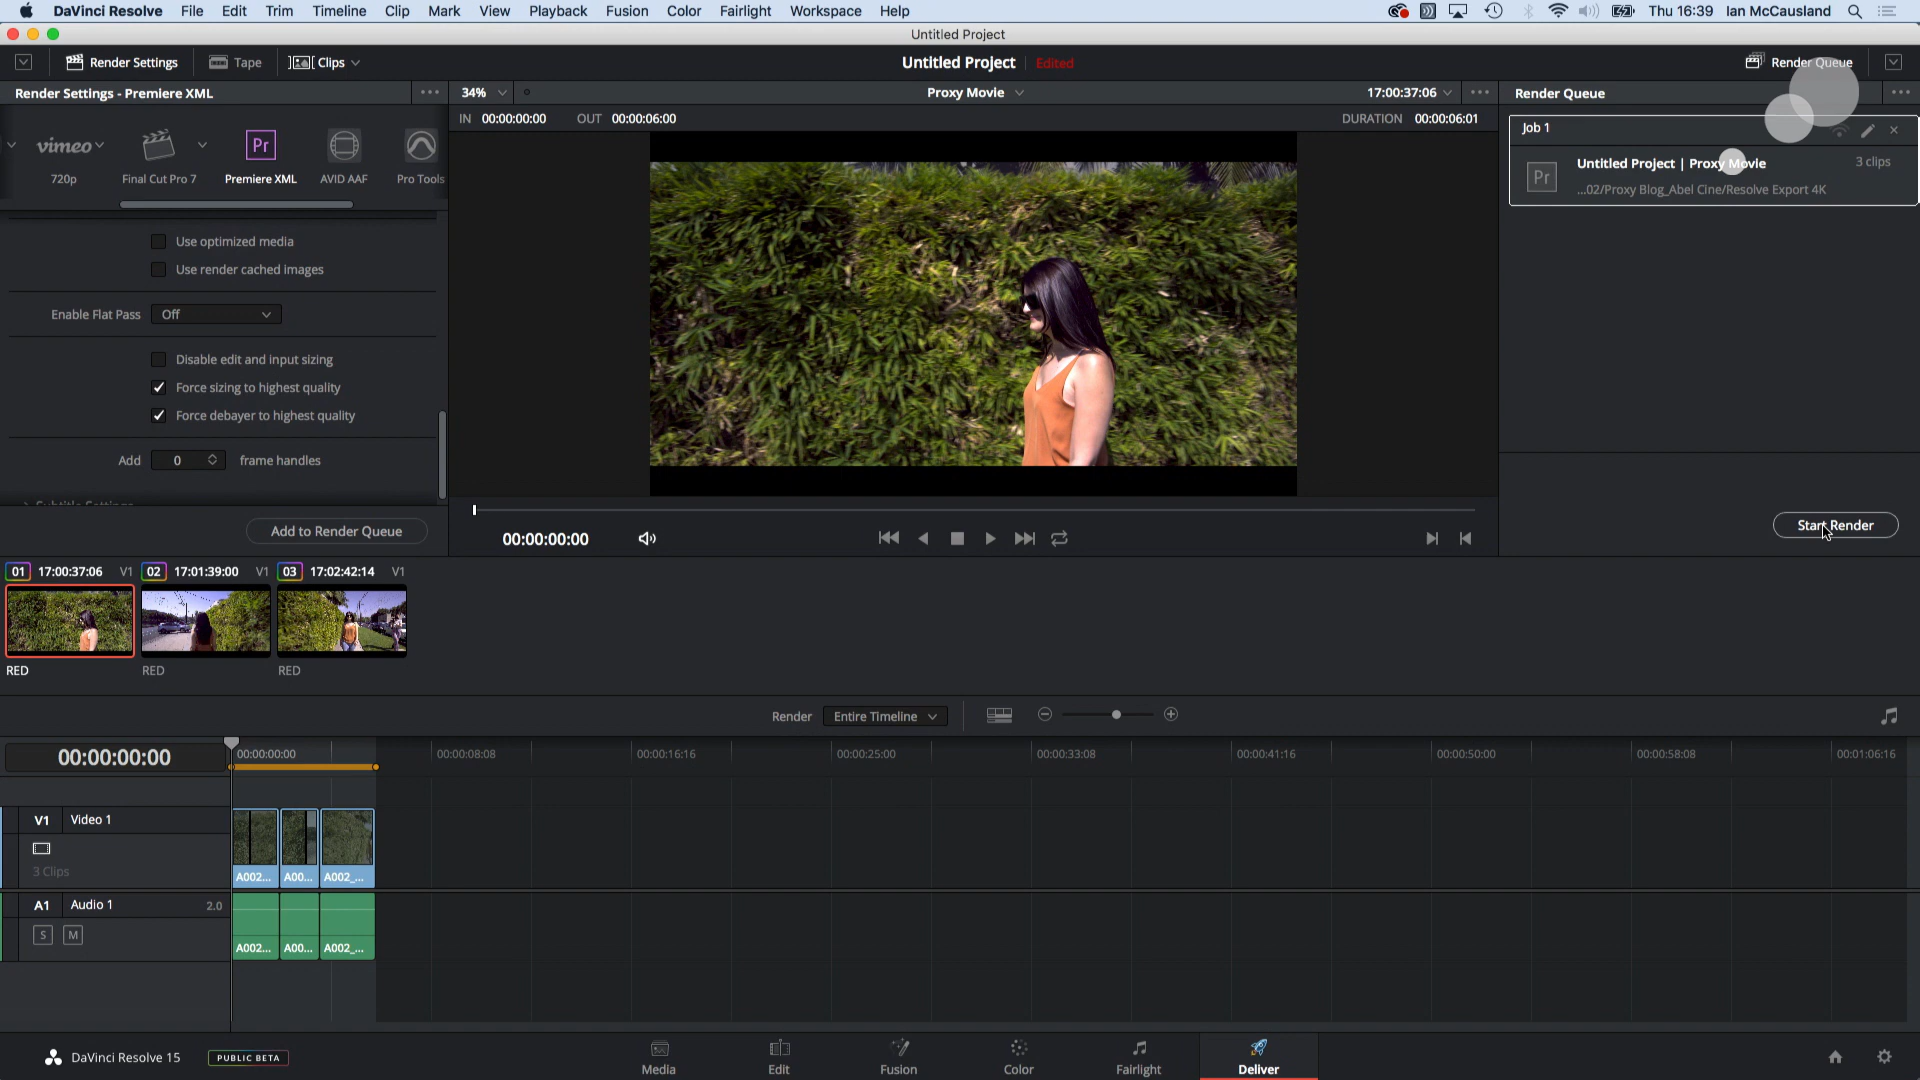 DaVinci Resolve File Edit Trim Timeline Clip Mark View Playback Fusion Color Fairlight Workspace Help Thu 16:39 Ian McCausland
Untitled Project
Render Settings Tape Clips Untitled Project Edited Render Queue
Render Settings - Premiere XML 34% Proxy Movie 17:00:37:06 Render Queue
IN 00:00:00:00 OUT 00:00:06:00 DURATION 00:00:06:01
Job 1
vimeo Pr
720p Final Cut Pro 7 Premiere XML AVID AAF Pro Tools
Untitled Project | Proxy Movie 3 clips
Pr ...02/Proxy Blog_Abel Cine/Resolve Export 4K
Use optimized media
Use render cached images
Enable Flat Pass Off
Disable edit and input sizing
Force sizing to highest quality
Force debayer to highest quality
Add 0 frame handles
Subtitle Settings
Add to Render Queue
00:00:00:00
Start Render
01 17:00:37:06 V1 02 17:01:39:00 V1 03 17:02:42:14 V1
RED RED RED
Render Entire Timeline
00:00:00:00 00:00:00:00 00:00:08:08 00:00:16:16 00:00:25:00 00:00:33:08 00:00:41:16 00:00:50:00 00:00:58:08 00:01:06:16
V1 Video 1
3 Clips
A002... A00... A002_...
A1 Audio 1 2.0
S M
A002... A00... A002_...
DaVinci Resolve 15 PUBLIC BETA
Media Edit Fusion Color Fairlight Deliver